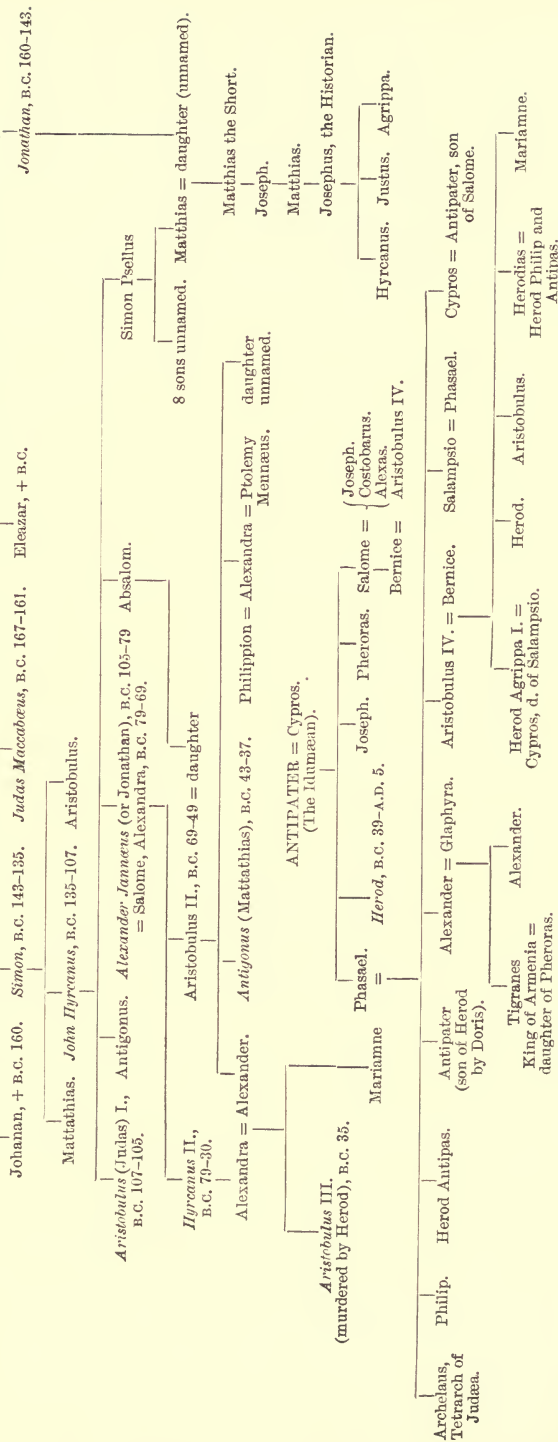 Johanan, + B.C. 160. Simon, B.C. 143–135. Judas Maccabæus, B.C. 167–161. Eleazar, + B.C. Jonathan, B.C. 160–143.
Mattathias. John Hyrcanus, B.C. 135–107. Aristobulus.
Simon Psellus
Aristobulus (Judas) I., Antigonus. Alexander Jannæus (or Jonathan), B.C. 105–79 Absalom.
B.C. 107–105. = Salome, Alexandra, B.C. 79–69.
8 sons unnamed. Matthias = daughter (unnamed).
Hyrcanus II., Aristobulus II., B.C. 69–49 = daughter
B.C. 79–30.
Matthias the Short.
Joseph.
Matthias.
Josephus, the Historian.
Hyrcanus. Justus. Agrippa.
Alexandra = Alexander. Antigonus (Mattathias), B.C. 43–37. Philippion = Alexandra = Ptolemy daughter
Mennæus. unnamed.
ANTIPATER = Cypros.
(The Idumæan).
Aristobulus III.
(murdered by Herod), B.C. 35.
Mariamne
=
Phasael. Herod, B.C. 39–A.D. 5. Joseph. Pheroras. Salome = { Joseph.
Costobarus.
Alexas.
Bernice = Aristobulus IV.
Archelaus, Philip. Herod Antipas. Antipater Alexander = Glaphyra. Aristobulus IV. = Bernice. Salampsio = Phasael. Cypros = Antipater, son
Tetrarch of (son of Herod of Salome.
Judæa. by Doris).
Tigranes Alexander. Herod Agrippa I. = Herod. Aristobulus. Herodias = Mariamne.
King of Armenia = Cypros, d. of Salampsio. Herod Philip and
daughter of Pheroras. Antipas.